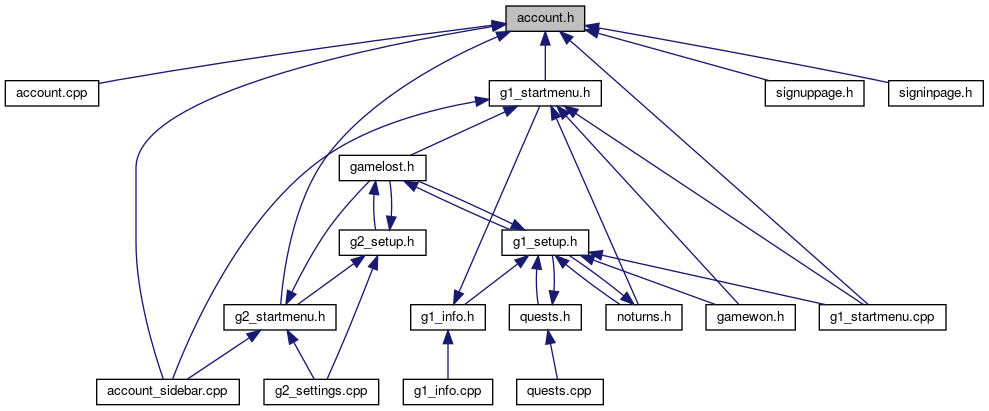 account.h
account.cpp
g1_startmenu.h
signuppage.h
signinpage.h
gamelost.h
g2_setup.h
g1_setup.h
g2_startmenu.h
g1_info.h
quests.h
noturns.h
gamewon.h
g1_startmenu.cpp
account_sidebar.cpp
g2_settings.cpp
g1_info.cpp
quests.cpp